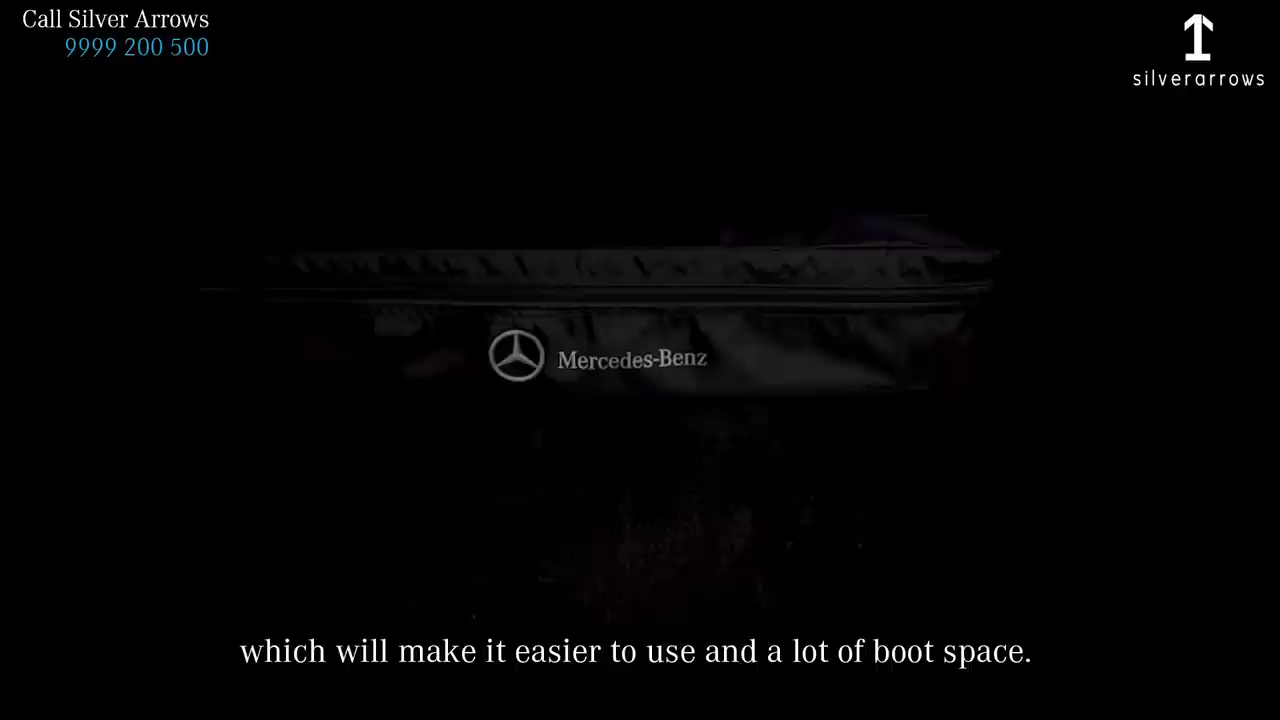 Call Silver Arrows
9999 200 500
silverarrows
Mercedes-Benz
which will make it easier to use and a lot of boot space.